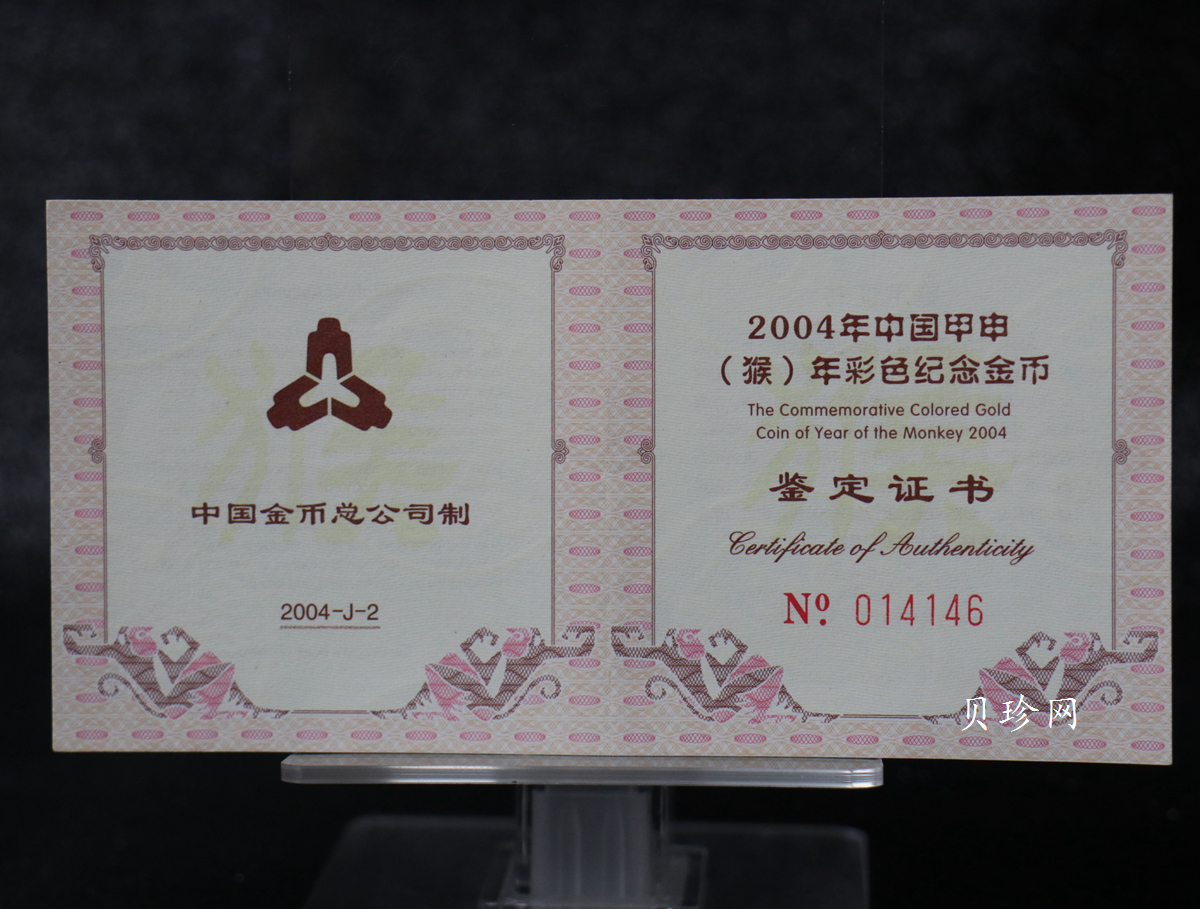 中国金币总公司制
2004-J-2
2004年中国甲申
（猴）年彩色纪念金币
The Commemorative Colored Gold
Coin of Year of the Monkey 2004
鉴定证书
Certificate of Authenticity
Nº 014146
贝珍网